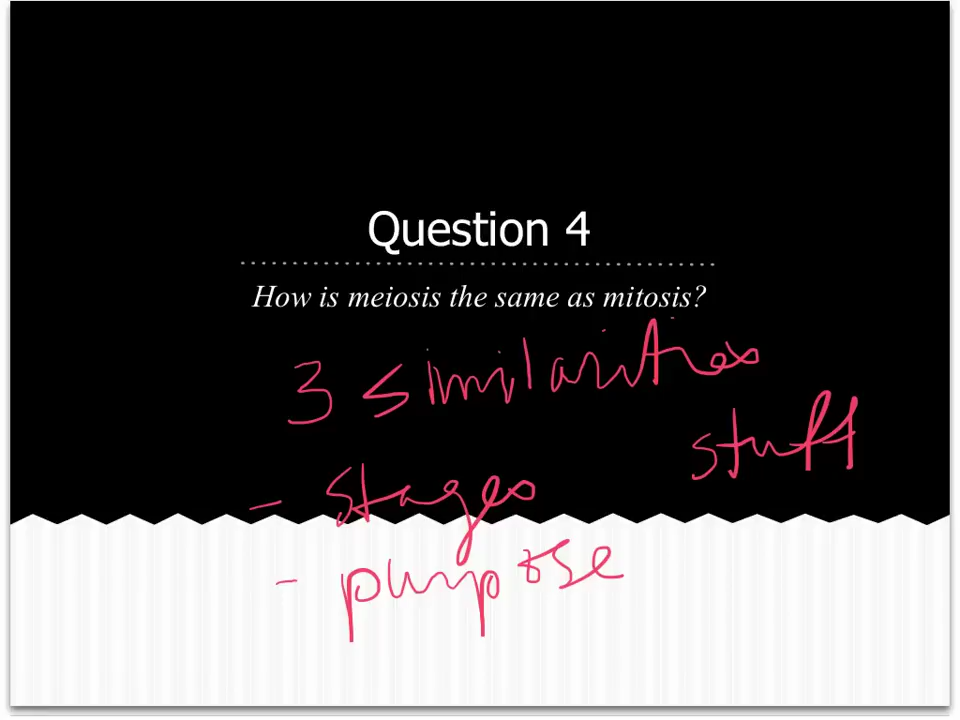 Question 4
How is meiosis the same as mitosis?
3 similarities
stuff
- stages
- purpose